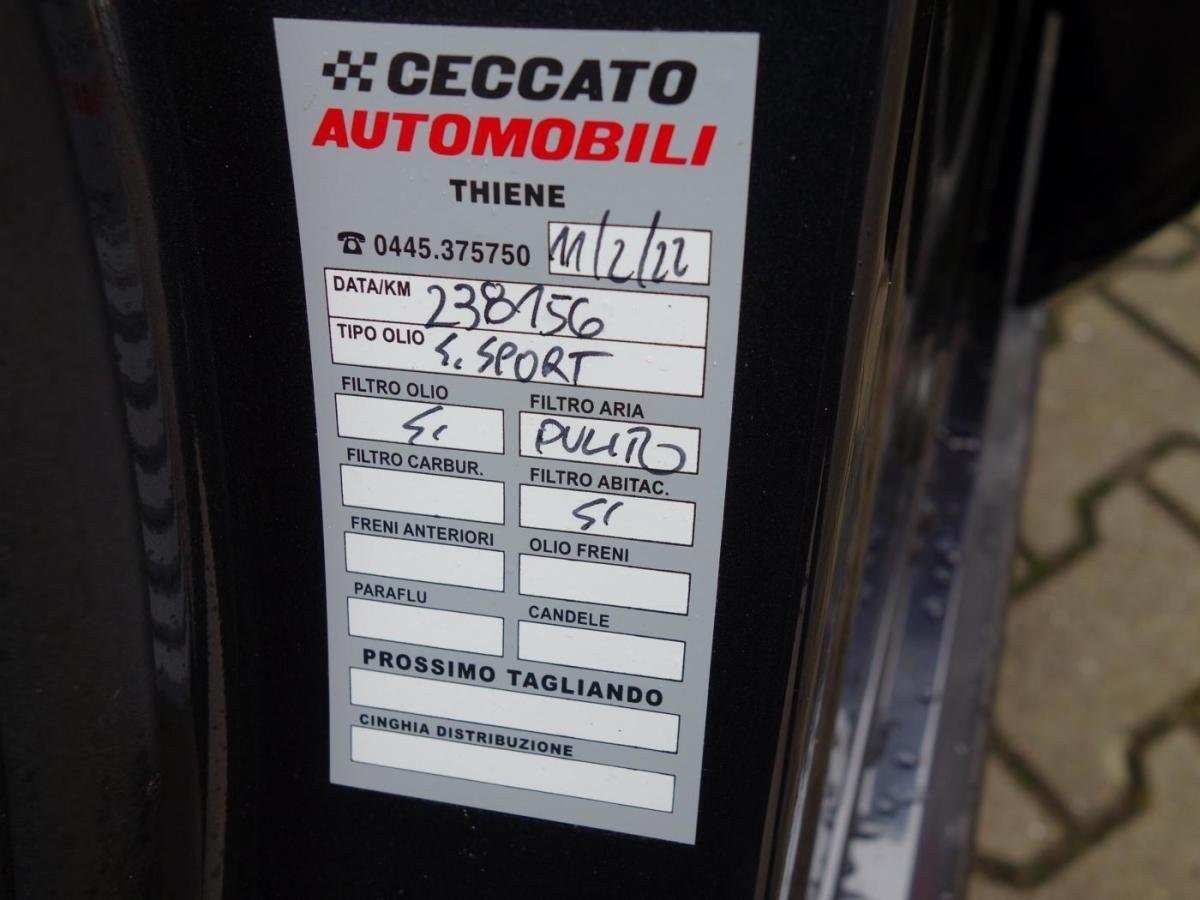 CECCATO
AUTOMOBILI
THIENE
☎ 0445.375750 11/2/22
DATA/KM 238156
TIPO OLIO S. SPORT
FILTRO OLIO FILTRO ARIA
SI PULITO
FILTRO CARBUR. FILTRO ABITAC.
SI
FRENI ANTERIORI OLIO FRENI
PARAFLU CANDELE
PROSSIMO TAGLIANDO
CINGHIA DISTRIBUZIONE